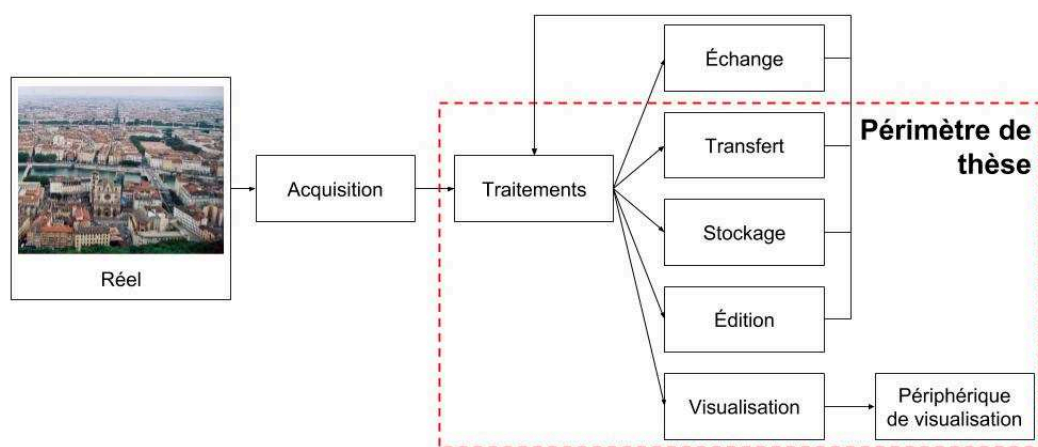 Échange
Périmètre de
thèse
Transfert
Acquisition
Traitements
Stockage
Réel
Édition
Visualisation
Périphérique
de visualisation